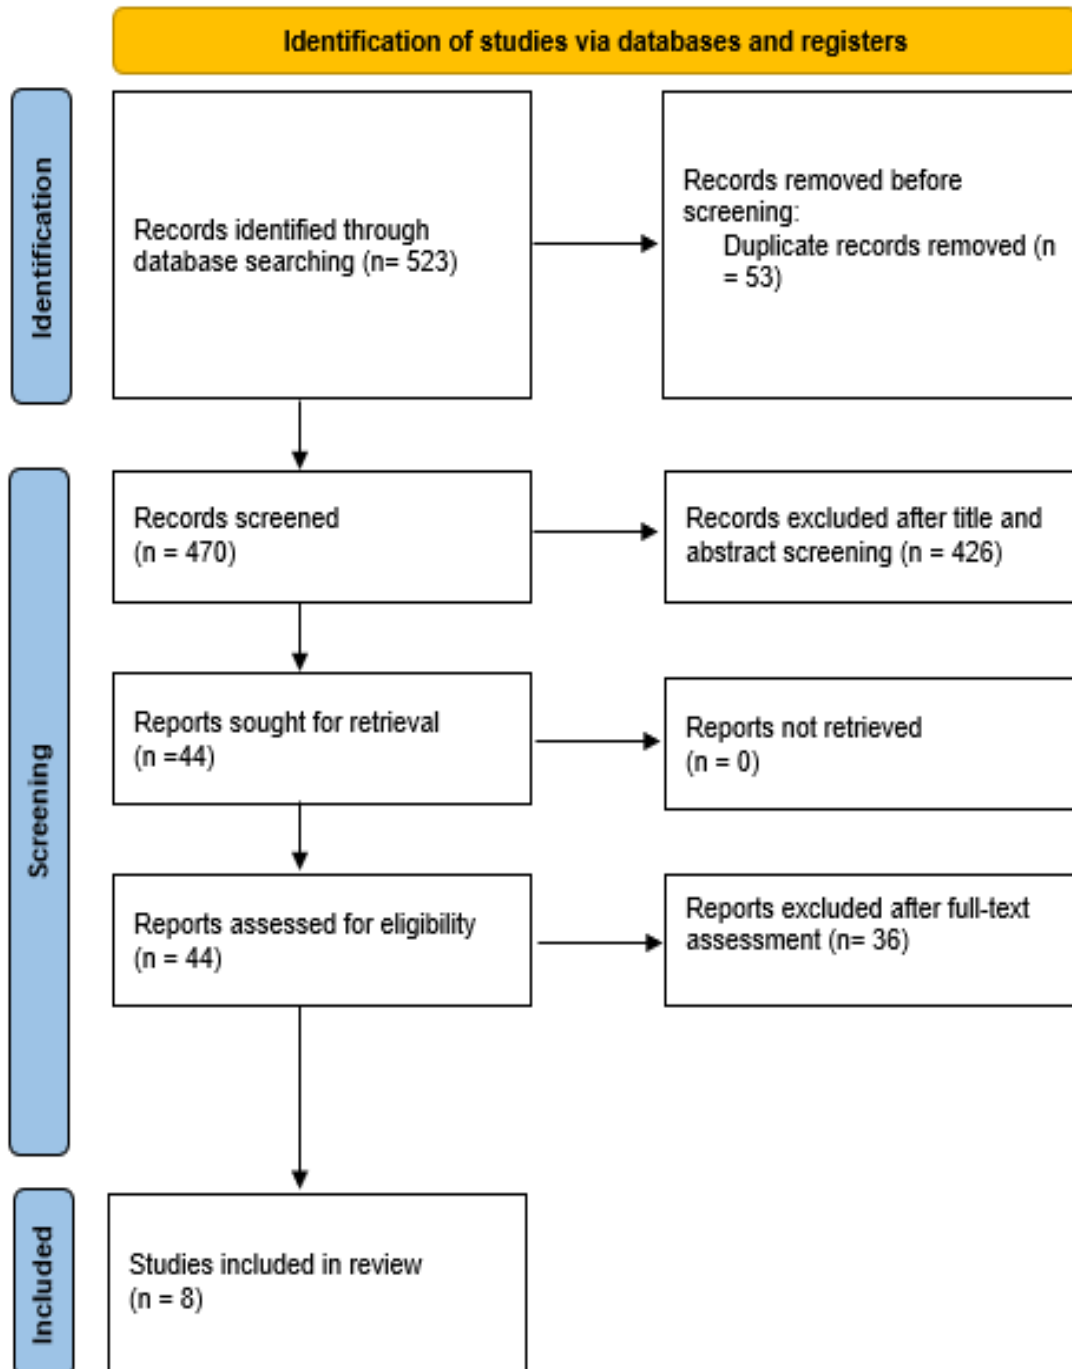 Identification of studies via databases and registers
Identification
Records identified through
database searching (n= 523)
Records removed before
screening:
Duplicate records removed (n
= 53)
Screening
Records screened
(n = 470)
Records excluded after title and
abstract screening (n = 426)
Reports sought for retrieval
(n =44)
Reports not retrieved
(n = 0)
Reports assessed for eligibility
(n = 44)
Reports excluded after full-text
assessment (n= 36)
Included
Studies included in review
(n = 8)